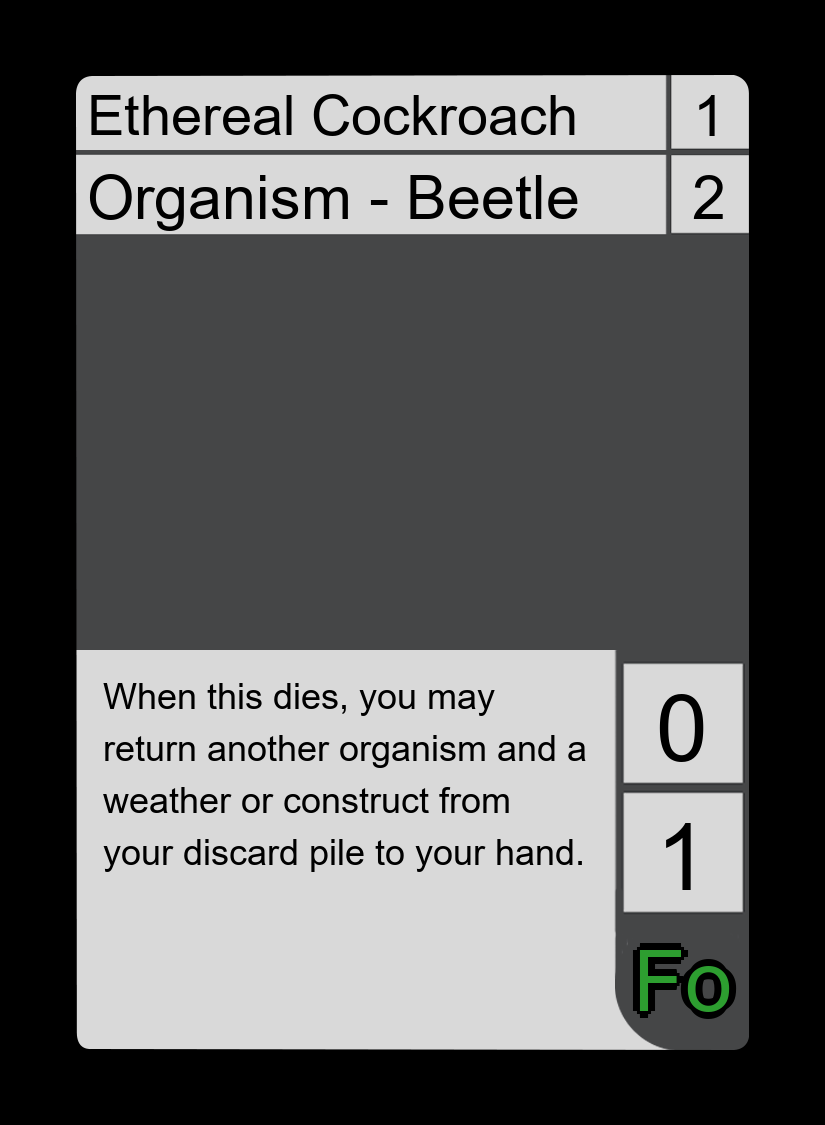 Ethereal Cockroach 1
Organism - Beetle 2
When this dies, you may
return another organism and a
weather or construct from
your discard pile to your hand.
0
1
Fo